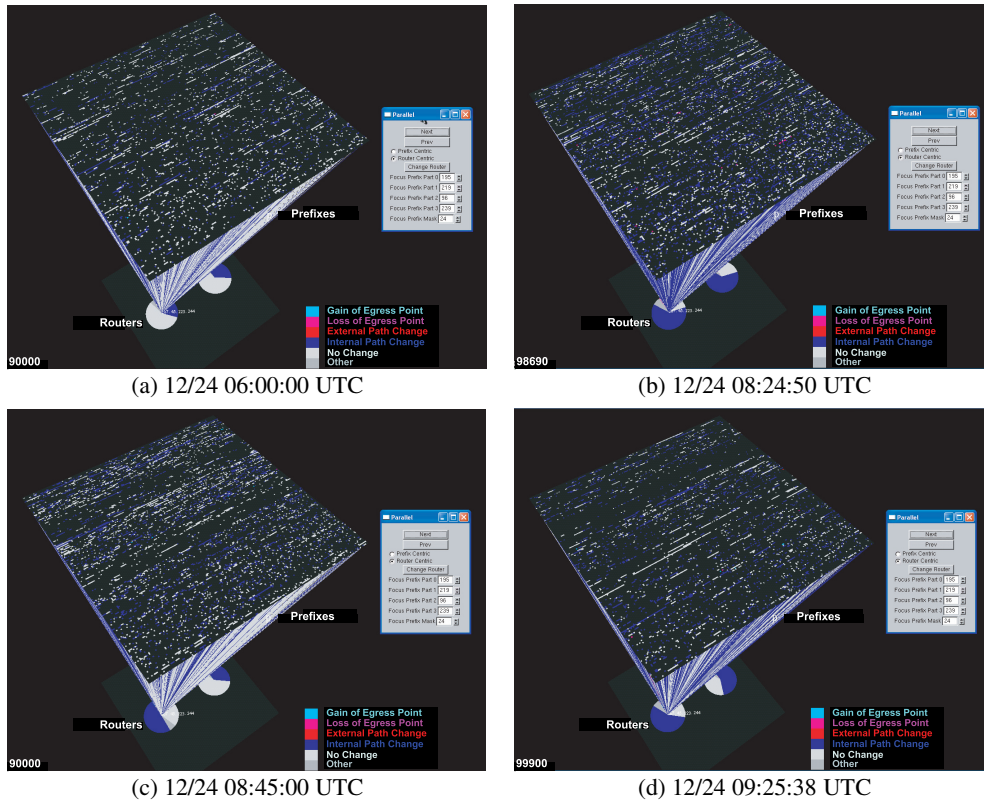 Parallel
Next
Prev
Prefix Centric
Router Centric
Change Router
Focus Prefix Part 0 195
Focus Prefix Part 1 219
Focus Prefix Part 2 96
Focus Prefix Part 3 239
Focus Prefix Mask 24
Prefixes
Routers
Gain of Egress Point
Loss of Egress Point
External Path Change
Internal Path Change
No Change
Other
90000
(a) 12/24 06:00:00 UTC
Parallel
Next
Prev
Prefix Centric
Router Centric
Change Router
Focus Prefix Part 0 195
Focus Prefix Part 1 219
Focus Prefix Part 2 96
Focus Prefix Part 3 239
Focus Prefix Mask 24
Prefixes
Routers
Gain of Egress Point
Loss of Egress Point
External Path Change
Internal Path Change
No Change
Other
98690
(b) 12/24 08:24:50 UTC
Parallel
Next
Prev
Prefix Centric
Router Centric
Change Router
Focus Prefix Part 0 195
Focus Prefix Part 1 219
Focus Prefix Part 2 96
Focus Prefix Part 3 239
Focus Prefix Mask 24
Prefixes
Routers
Gain of Egress Point
Loss of Egress Point
External Path Change
Internal Path Change
No Change
Other
90000
(c) 12/24 08:45:00 UTC
Parallel
Next
Prev
Prefix Centric
Router Centric
Change Router
Focus Prefix Part 0 195
Focus Prefix Part 1 219
Focus Prefix Part 2 96
Focus Prefix Part 3 239
Focus Prefix Mask 24
Prefixes
Routers
Gain of Egress Point
Loss of Egress Point
External Path Change
Internal Path Change
No Change
Other
99900
(d) 12/24 09:25:38 UTC